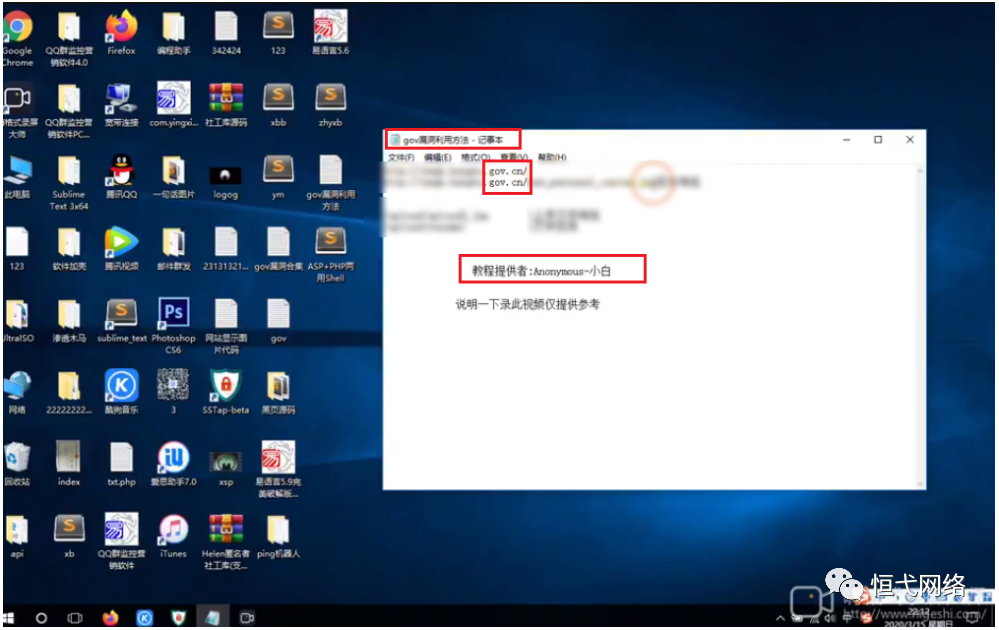 Google Chrome
QQ群监控营销软件4.0
Firefox
编程助手
342424
123
易语言5.6
格式录屏大师
QQ群监控营销软件PC...
宽带连接
com.yingxi...
社工库源码
xbb
zhyxb
此电脑
Sublime Text 3x64
腾讯QQ
一句话图片
logog
ym
gov漏洞利用方法
123
软件加壳
腾讯视频
邮件群发
23131321...
gov漏洞合集
ASP+PHP两用Shell
UltraISO
渗透木马
sublime_text
Photoshop CS6
网站显示图片代码
gov
网络
22222222...
酷狗音乐
3
SSTap-beta
黑页源码
回收站
index
txt.php
爱思助手7.0
xsp
易语言5.9完美破解版...
api
xb
QQ群监控营销软件
iTunes
Helen匿名者社工库(支...
ping机器人
gov漏洞利用方法 - 记事本
文件(F) 编辑(E) 格式(O) 查看(V) 帮助(H)
.gov.cn/
.gov.cn/
教程提供者:Anonymous-小白
说明一下录此视频仅提供参考
恒弋网络
22:12
2020/3/15 星期日